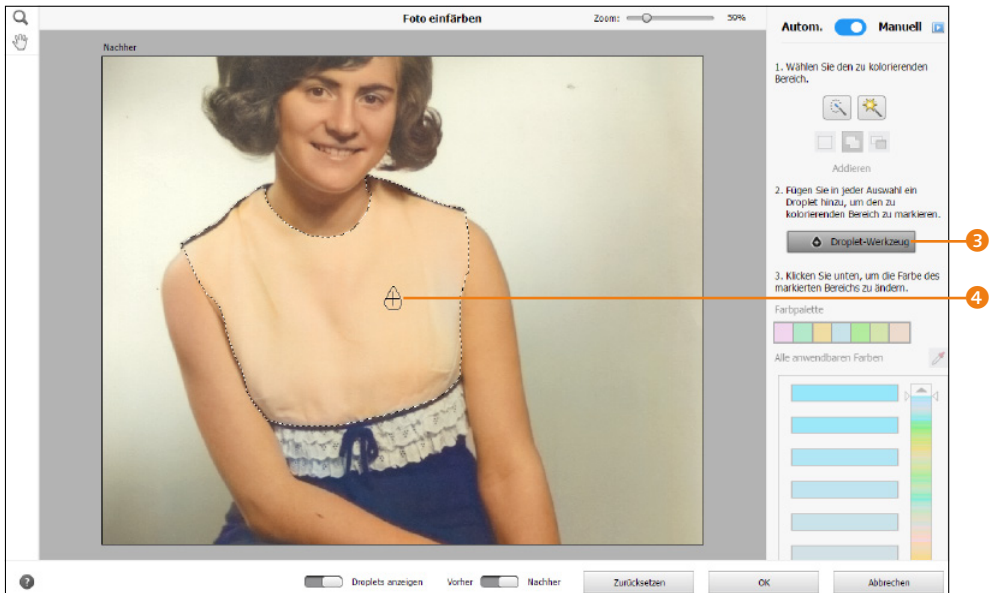 Foto einfärben
Zoom:
59%
Autom.
Manuell
Nachher
1. Wählen Sie den zu kolorierenden
Bereich.
Addieren
2. Fügen Sie in jeder Auswahl ein
Droplet hinzu, um den zu
kolorierenden Bereich zu markieren.
Droplet-Werkzeug
3
3. Klicken Sie unten, um die Farbe des
markierten Bereichs zu ändern.
4
Farbpalette
Alle anwendbaren Farben
?
Droplets anzeigen
Vorher
Nachher
Zurücksetzen
OK
Abbrechen